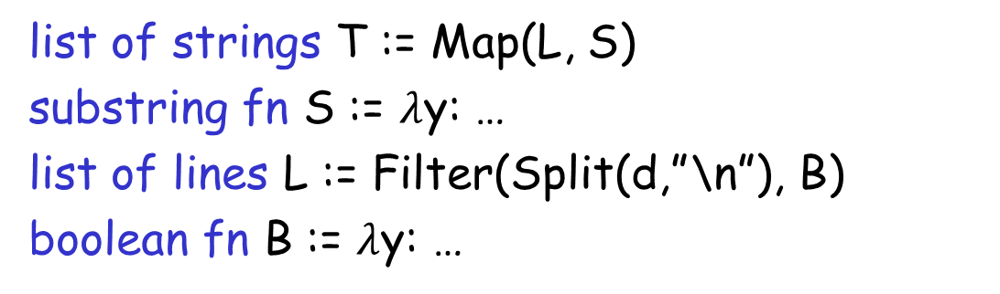 list of strings T := Map(L, S)
substring fn S := λy: …
list of lines L := Filter(Split(d,"\n"), B)
boolean fn B := λy: …